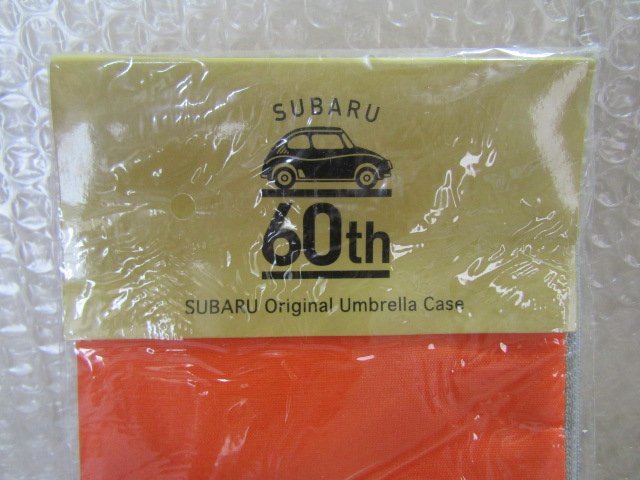 SUBARU
60th
SUBARU Original Umbrella Case